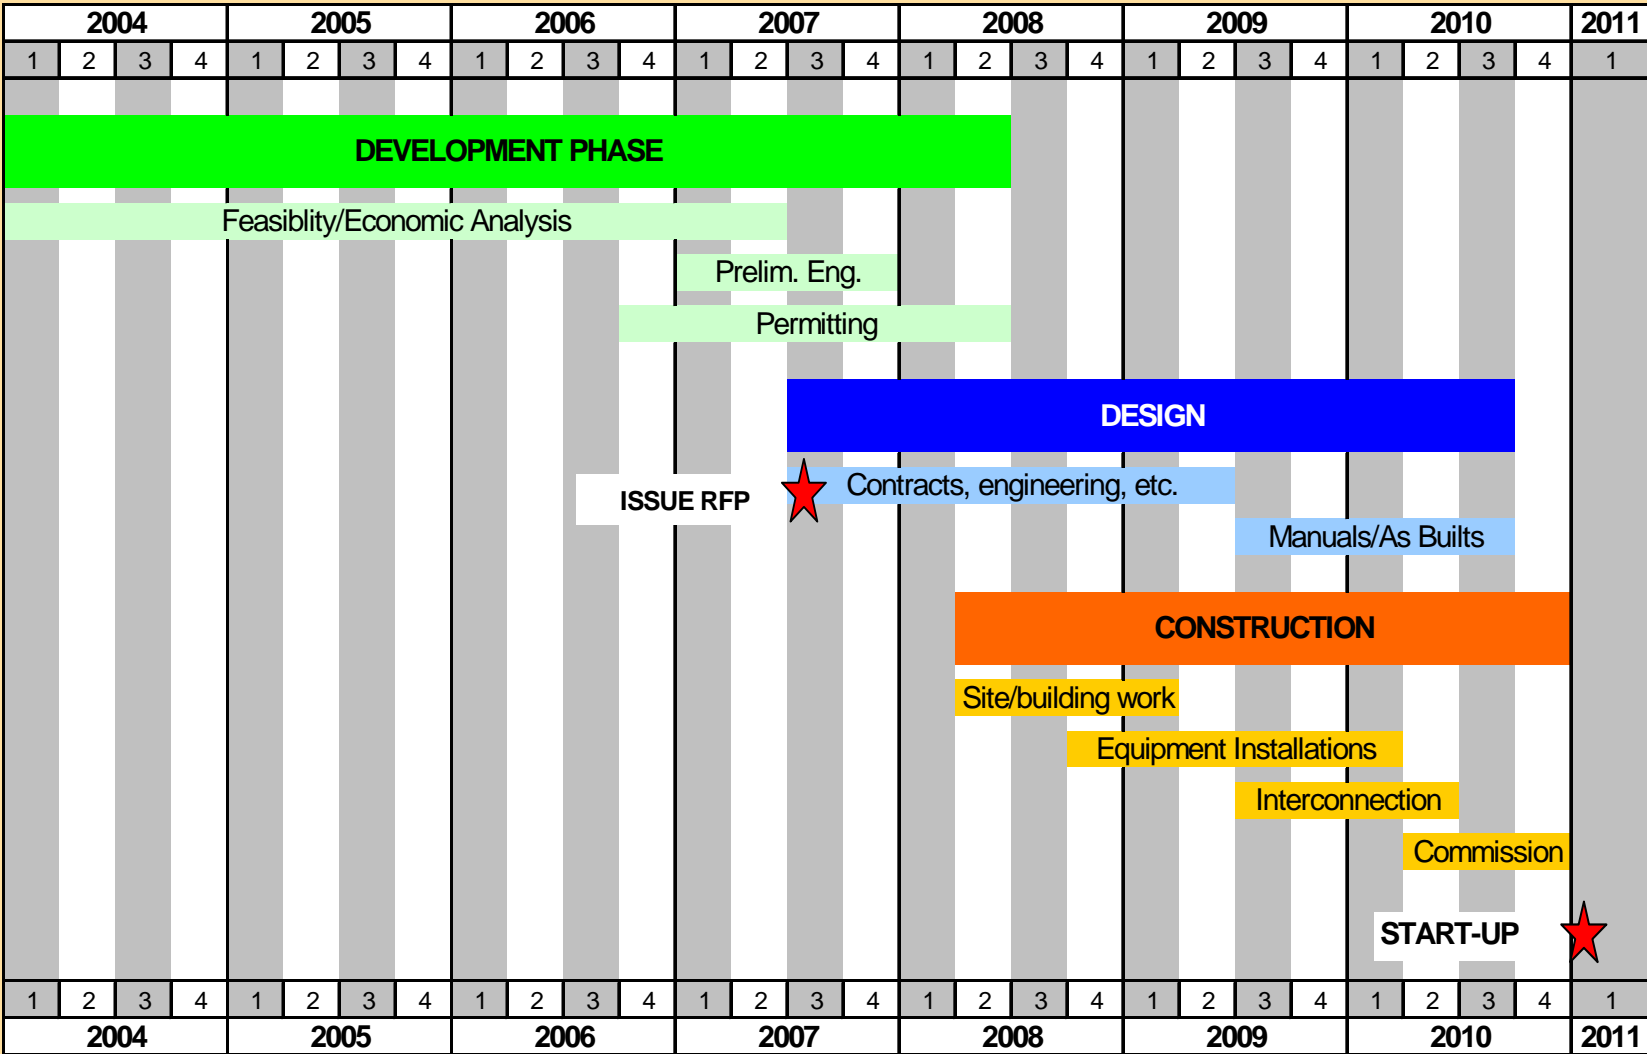 2004 2005 2006 2007 2008 2009 2010 2011
1 2 3 4 1 2 3 4 1 2 3 4 1 2 3 4 1 2 3 4 1 2 3 4 1 2 3 4 1
DEVELOPMENT PHASE
Feasiblity/Economic Analysis
Prelim. Eng.
Permitting
DESIGN
ISSUE RFP
Contracts, engineering, etc.
Manuals/As Builts
CONSTRUCTION
Site/building work
Equipment Installations
Interconnection
Commission
START-UP
1 2 3 4 1 2 3 4 1 2 3 4 1 2 3 4 1 2 3 4 1 2 3 4 1 2 3 4 1
2004 2005 2006 2007 2008 2009 2010 2011